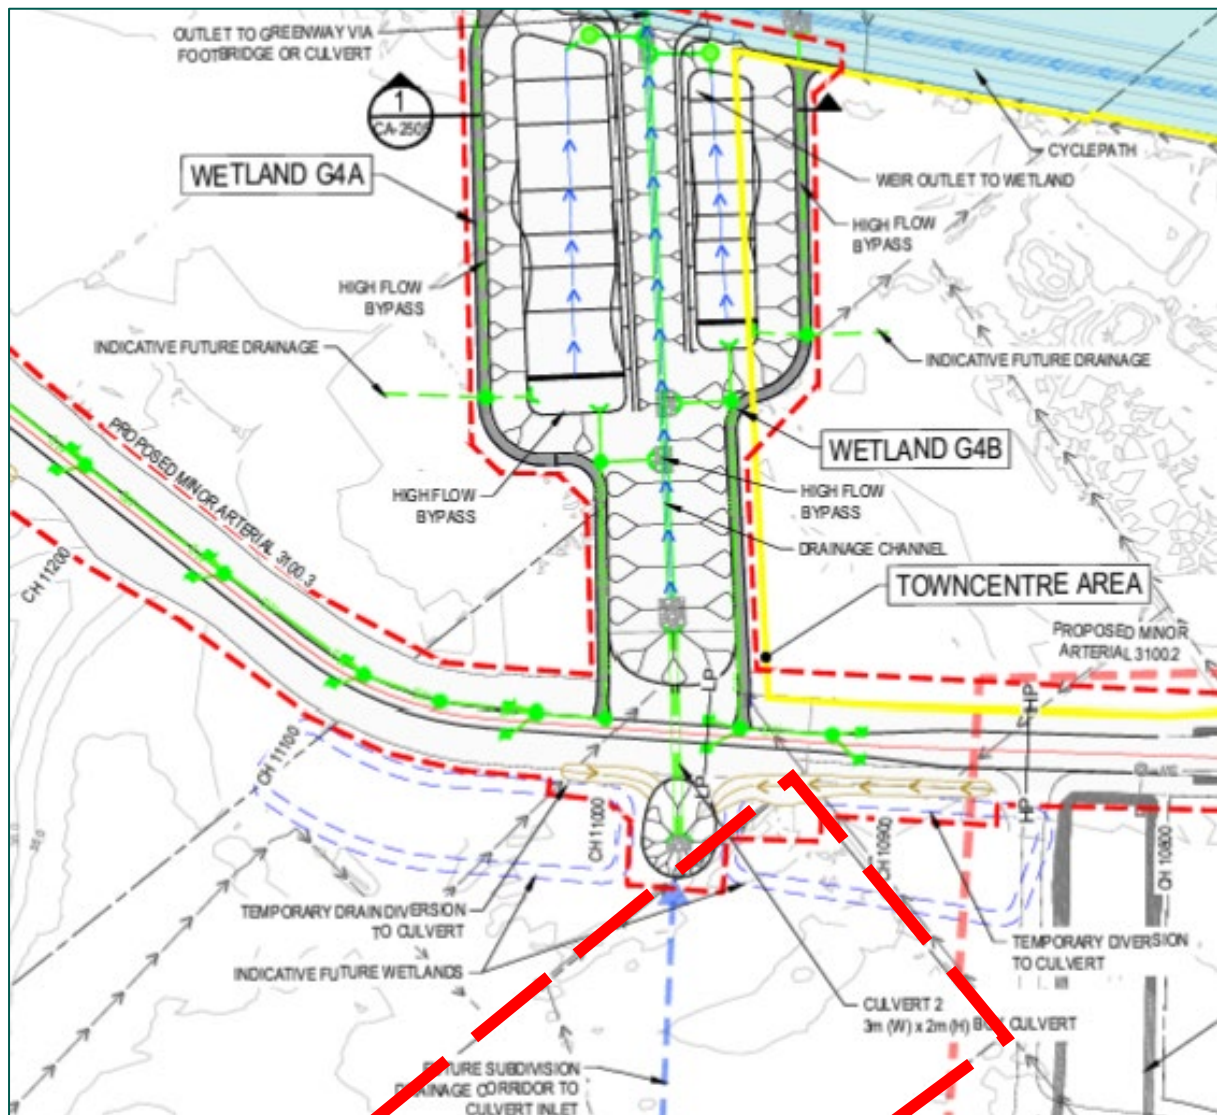 OUTLET TO GREENWAY VIA
FOOTBRIDGE OR CULVERT
1
CA-2505
CYCLEPATH
WETLAND G4A
WEIR OUTLET TO WETLAND
HIGH FLOW
BYPASS
HIGH FLOW
BYPASS
INDICATIVE FUTURE DRAINAGE
INDICATIVE FUTURE DRAINAGE
PROPOSED MINOR ARTERIAL 3100.3
WETLAND G4B
HIGH FLOW
BYPASS
HIGH FLOW
BYPASS
DRAINAGE CHANNEL
CH 11200
TOWNCENTRE AREA
PROPOSED MINOR
ARTERIAL 3100.2
LP
HP
CH 11100
LP
HP
CH 11000
CH 10900
CH 10800
TEMPORARY DRAIN DIVERSION
TO CULVERT
INDICATIVE FUTURE WETLANDS
TEMPORARY DIVERSION
TO CULVERT
CULVERT 2
3m (W) x 2m (H) BOX CULVERT
FUTURE SUBDIVISION
DRAINAGE CORRIDOR TO
CULVERT INLET